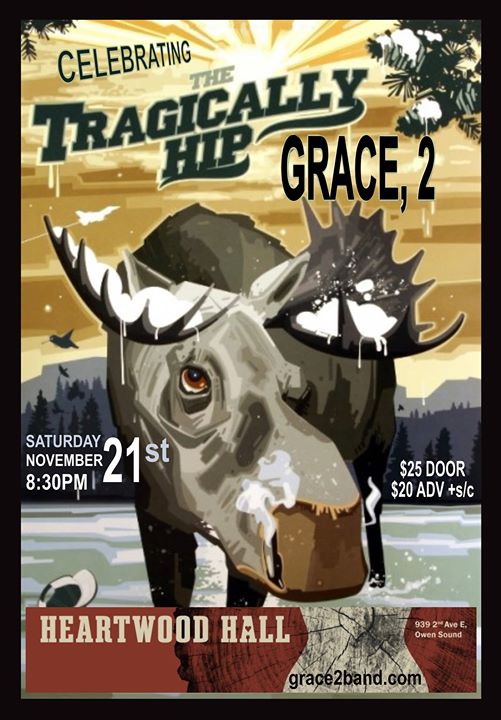 CELEBRATING
THE
TRAGICALLY
HIP
GRACE, 2
SATURDAY
NOVEMBER 21st
8:30PM
$25 DOOR
$20 ADV +s/c
HEARTWOOD HALL
939 2nd Ave E,
Owen Sound
grace2band.com